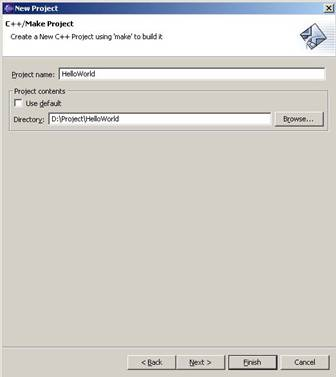 New Project
C++/Make Project
Create a New C++ Project using 'make' to build it
Project name: HelloWorld
Project contents
Use default
Directory: D:\Project\HelloWorld Browse...
< Back Next > Finish Cancel